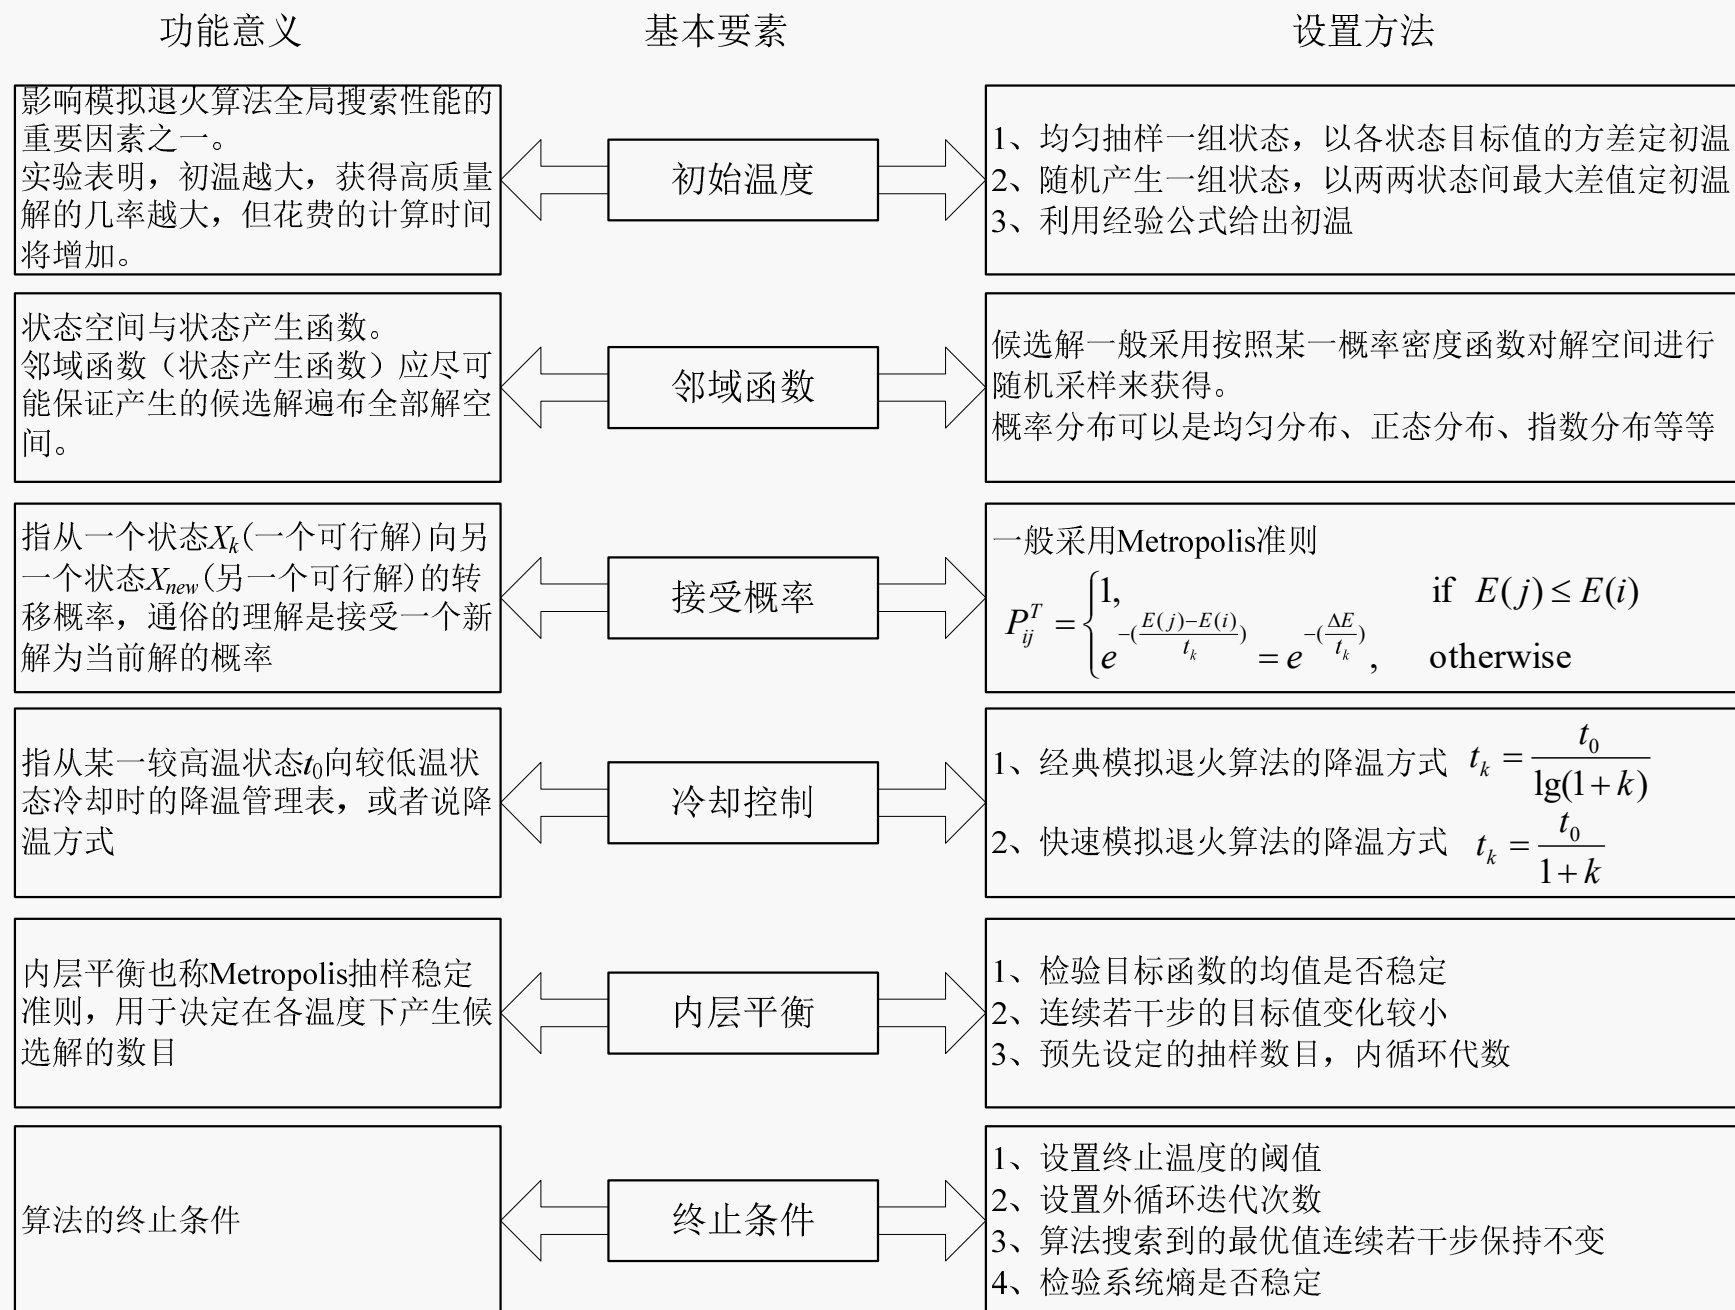 功能意义
基本要素
设置方法
影响模拟退火算法全局搜索性能的
重要因素之一。
实验表明，初温越大，获得高质量
解的几率越大，但花费的计算时间
将增加。
初始温度
1、均匀抽样一组状态，以各状态目标值的方差定初温
2、随机产生一组状态，以两两状态间最大差值定初温
3、利用经验公式给出初温
状态空间与状态产生函数。
邻域函数（状态产生函数）应尽可
能保证产生的候选解遍布全部解空
间。
邻域函数
候选解一般采用按照某一概率密度函数对解空间进行
随机采样来获得。
概率分布可以是均匀分布、正态分布、指数分布等等
指从一个状态X_k(一个可行解)向另
一个状态X_new(另一个可行解)的转
移概率，通俗的理解是接受一个新
解为当前解的概率
接受概率
一般采用Metropolis准则
P_{ij}^T = { 1, if E(j) ≤ E(i)
e^{-(\frac{E(j)-E(i)}{t_k})} = e^{-(\frac{ΔE}{t_k})}, otherwise
指从某一较高温状态t_0向较低温状
态冷却时的降温管理表，或者说降
温方式
冷却控制
1、经典模拟退火算法的降温方式 t_k = \frac{t_0}{lg(1+k)}
2、快速模拟退火算法的降温方式 t_k = \frac{t_0}{1+k}
内层平衡也称Metropolis抽样稳定
准则，用于决定在各温度下产生候
选解的数目
内层平衡
1、检验目标函数的均值是否稳定
2、连续若干步的目标值变化较小
3、预先设定的抽样数目，内循环代数
算法的终止条件
终止条件
1、设置终止温度的阈值
2、设置外循环迭代次数
3、算法搜索到的最优值连续若干步保持不变
4、检验系统熵是否稳定